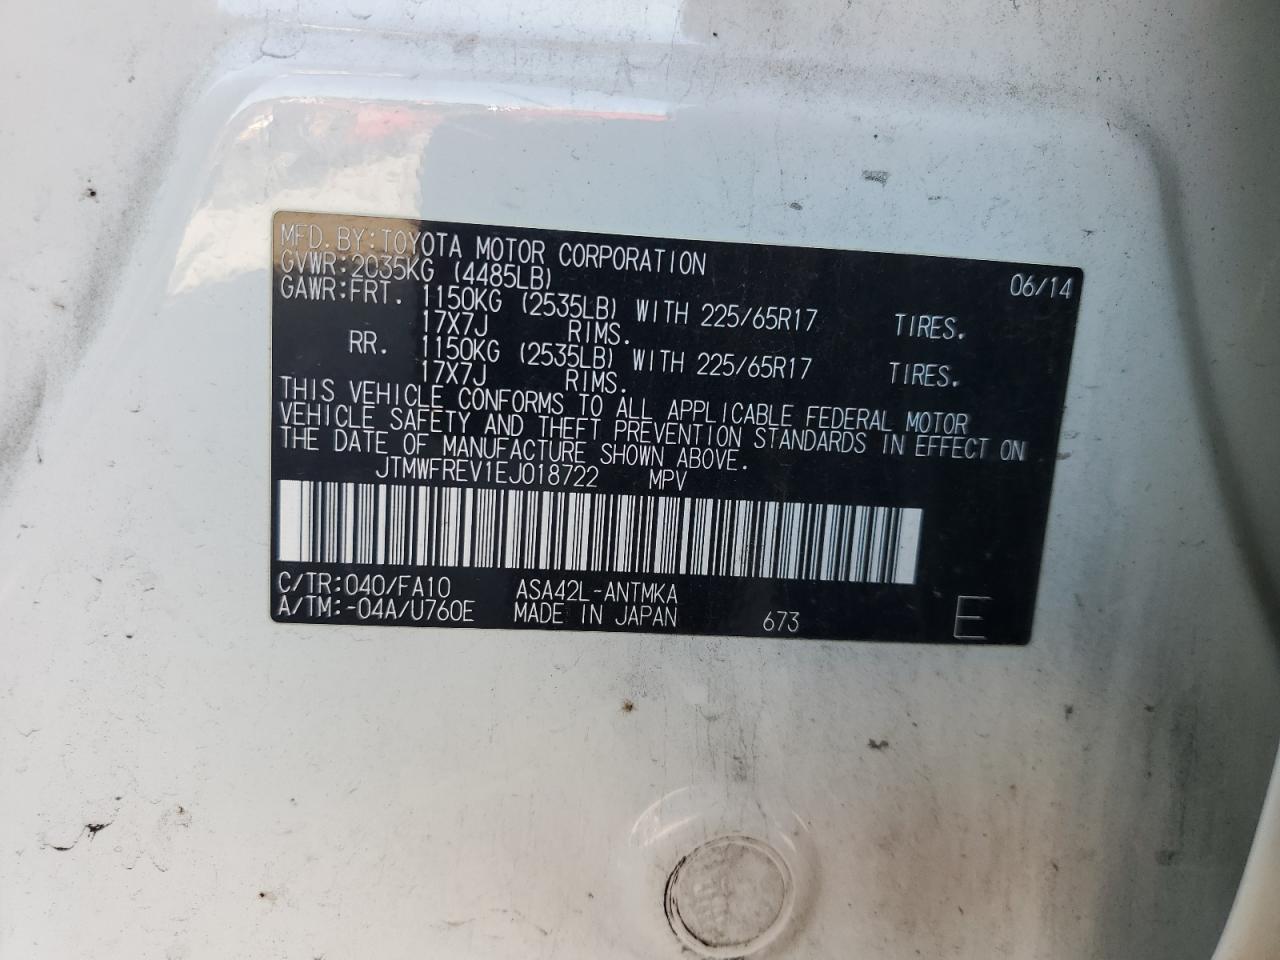 MFD. BY:TOYOTA MOTOR CORPORATION 06/14
GVWR:2035KG (4485LB)
GAWR:FRT. 1150KG (2535LB) WITH 225/65R17 TIRES.
17X7J RIMS.
RR. 1150KG (2535LB) WITH 225/65R17 TIRES.
17X7J RIMS.
THIS VEHICLE CONFORMS TO ALL APPLICABLE FEDERAL MOTOR
VEHICLE SAFETY AND THEFT PREVENTION STANDARDS IN EFFECT ON
THE DATE OF MANUFACTURE SHOWN ABOVE.
JTMWFREV1EJ018722 MPV
C/TR:040/FA10 ASA42L-ANTMKA
A/TM:-04A/U760E MADE IN JAPAN 673 E